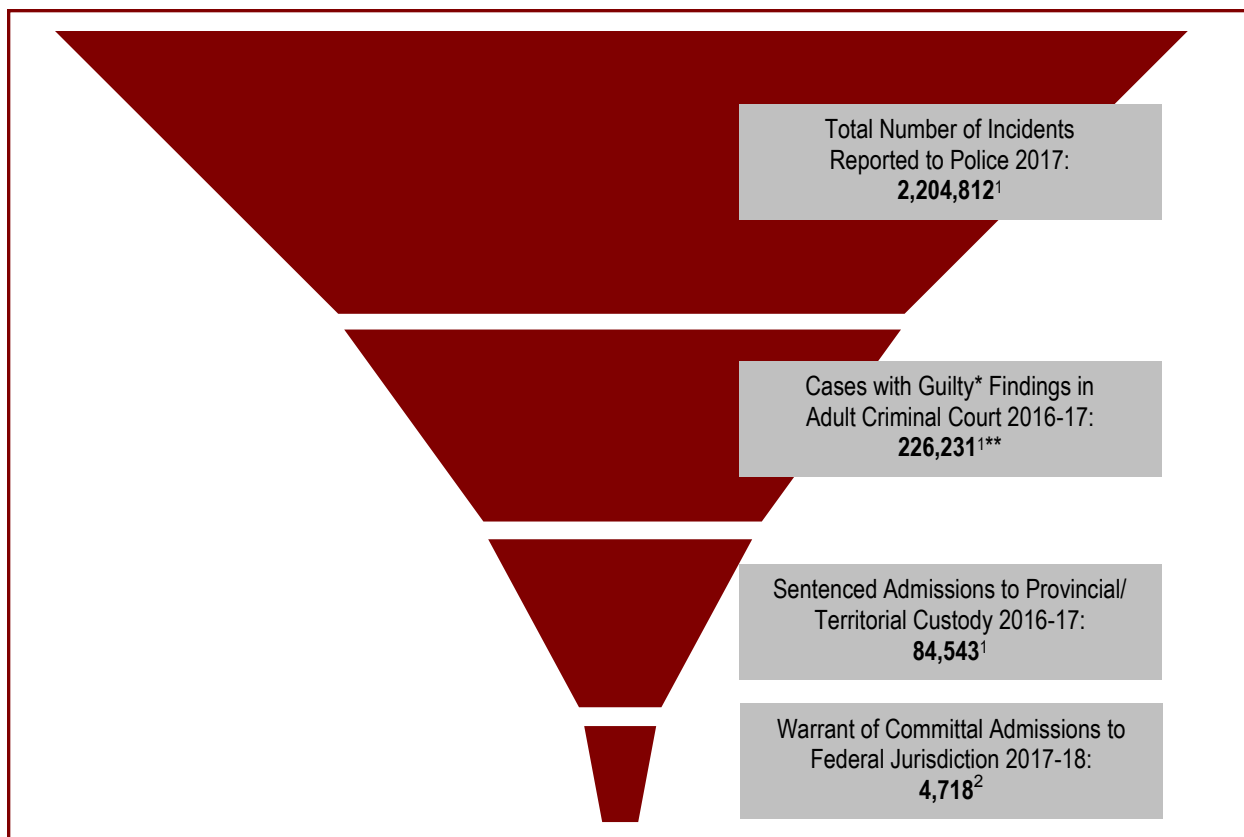 Total Number of Incidents
Reported to Police 2017:
2,204,812¹
Cases with Guilty* Findings in
Adult Criminal Court 2016-17:
226,231¹**
Sentenced Admissions to Provincial/
Territorial Custody 2016-17:
84,543¹
Warrant of Committal Admissions to
Federal Jurisdiction 2017-18:
4,718²